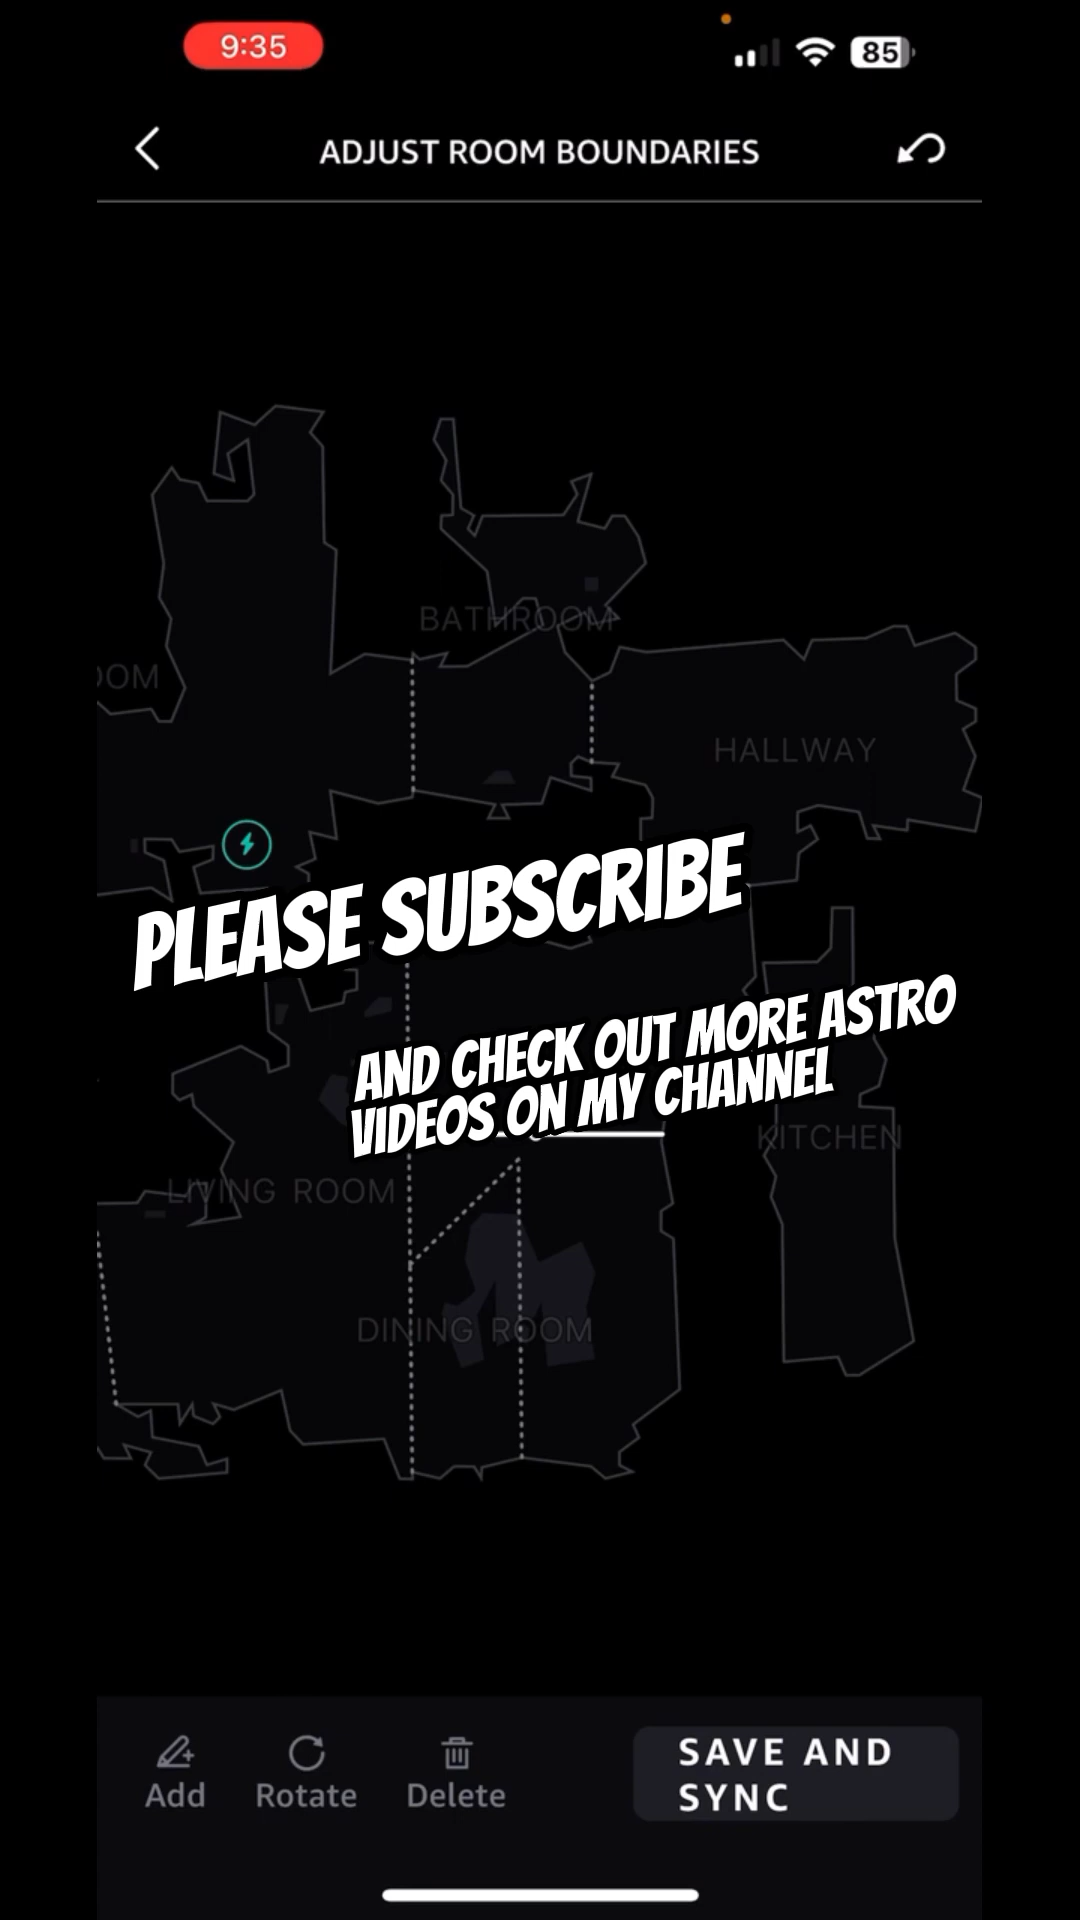 9:35
85
ADJUST ROOM BOUNDARIES
BATHROOM
OOM
HALLWAY
PLEASE SUBSCRIBE
AND CHECK OUT MORE ASTRO
VIDEOS ON MY CHANNEL
KITCHEN
LIVING ROOM
DINING ROOM
Add
Rotate
Delete
SAVE AND
SYNC